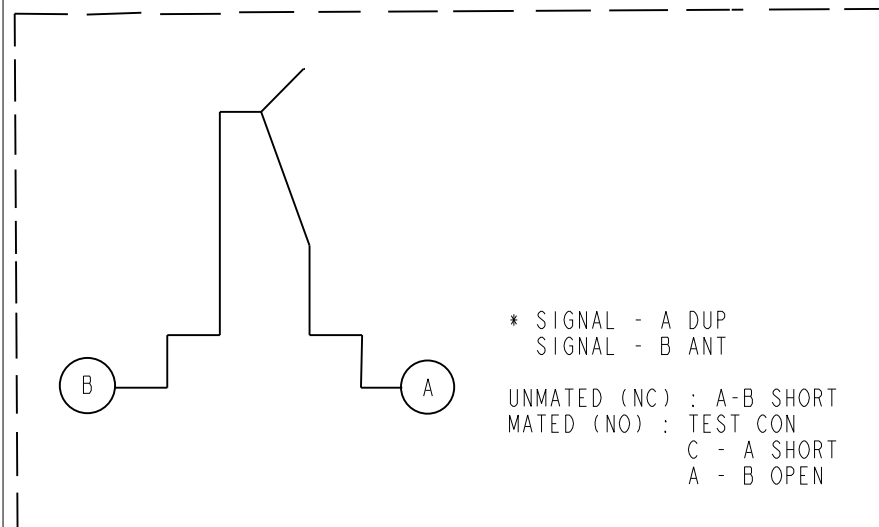 * SIGNAL - A DUP
SIGNAL - B ANT
B
A
UNMATED (NC) : A-B SHORT
MATED (NO) : TEST CON
C - A SHORT
A - B OPEN